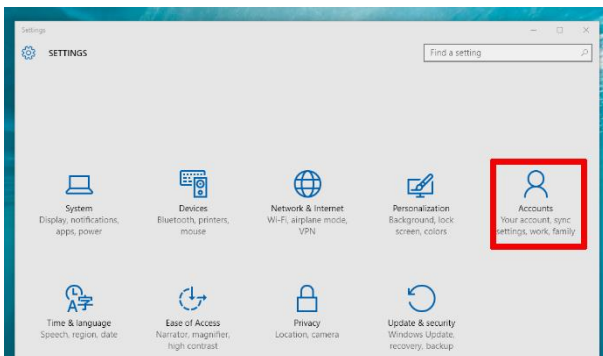 Settings
SETTINGS
Find a setting
System
Display, notifications,
apps, power
Devices
Bluetooth, printers,
mouse
Network & Internet
Wi-Fi, airplane mode,
VPN
Personalization
Background, lock
screen, colors
Accounts
Your account, sync
settings, work, family
Time & language
Speech, region, date
Ease of Access
Narrator, magnifier,
high contrast
Privacy
Location, camera
Update & security
Windows Update,
recovery, backup